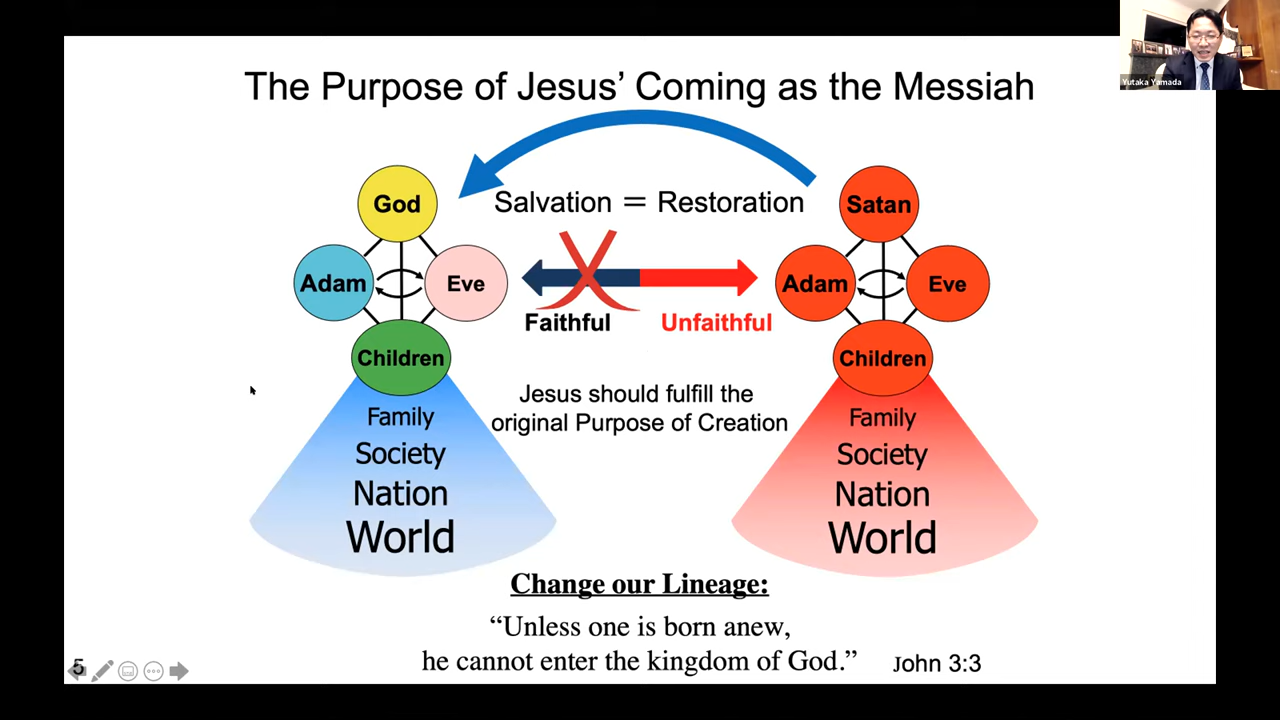 Yutaka Yamada
The Purpose of Jesus’ Coming as the Messiah
Salvation = Restoration
God
Adam
Eve
Children
Family
Society
Nation
World
Faithful
Unfaithful
Jesus should fulfill the
original Purpose of Creation
Satan
Adam
Eve
Children
Family
Society
Nation
World
Change our Lineage:
“Unless one is born anew,
he cannot enter the kingdom of God.” John 3:3
5